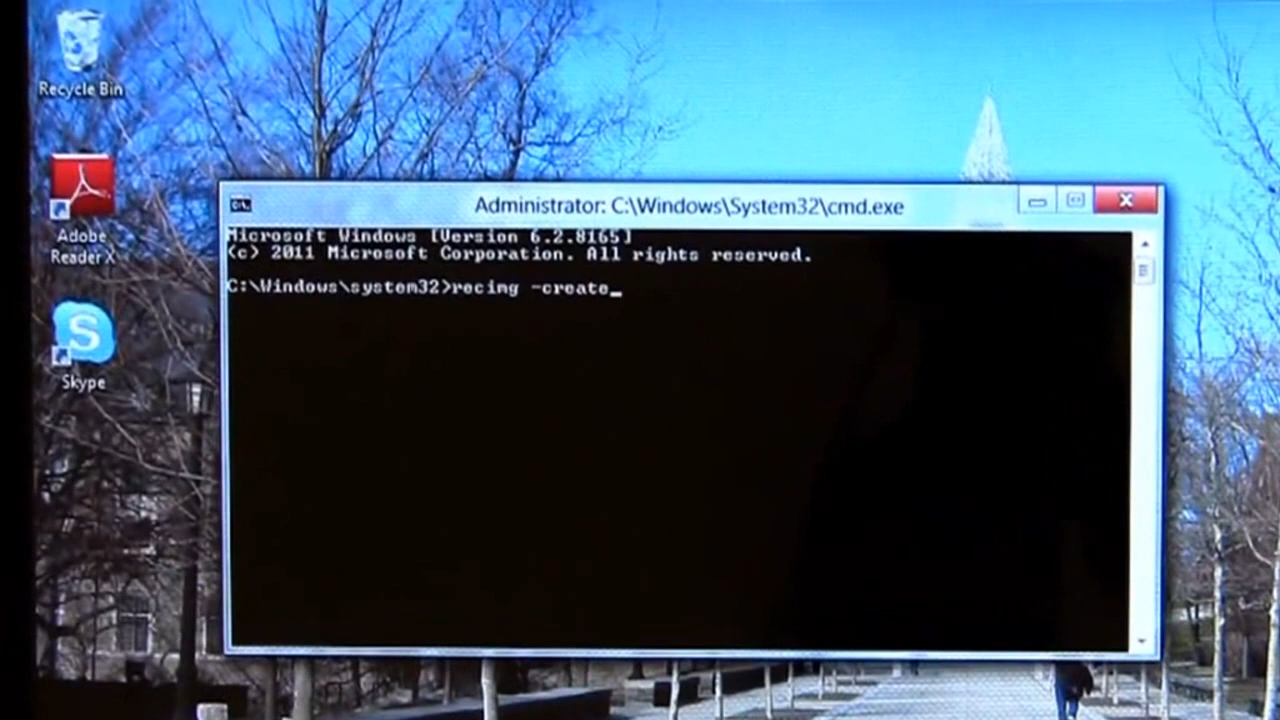 Recycle Bin
Adobe
Reader X
Skype
Administrator: C:\Windows\System32\cmd.exe
Microsoft Windows [Version 6.2.8165]
(c) 2011 Microsoft Corporation. All rights reserved.
C:\Windows\system32>recimg -create_